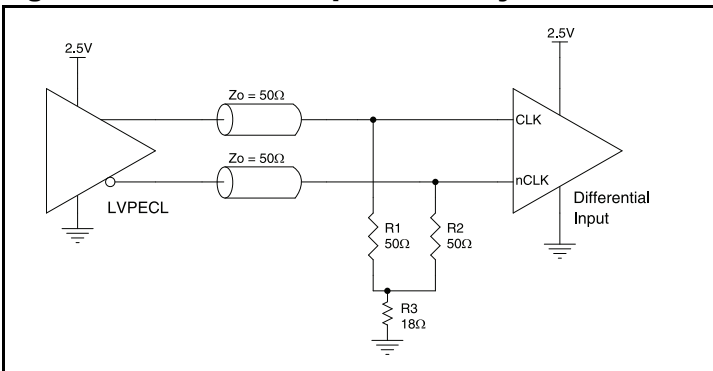 2.5V
2.5V
Zo = 50Ω
CLK
Zo = 50Ω
nCLK
LVPECL
Differential
Input
R1
50Ω
R2
50Ω
R3
18Ω